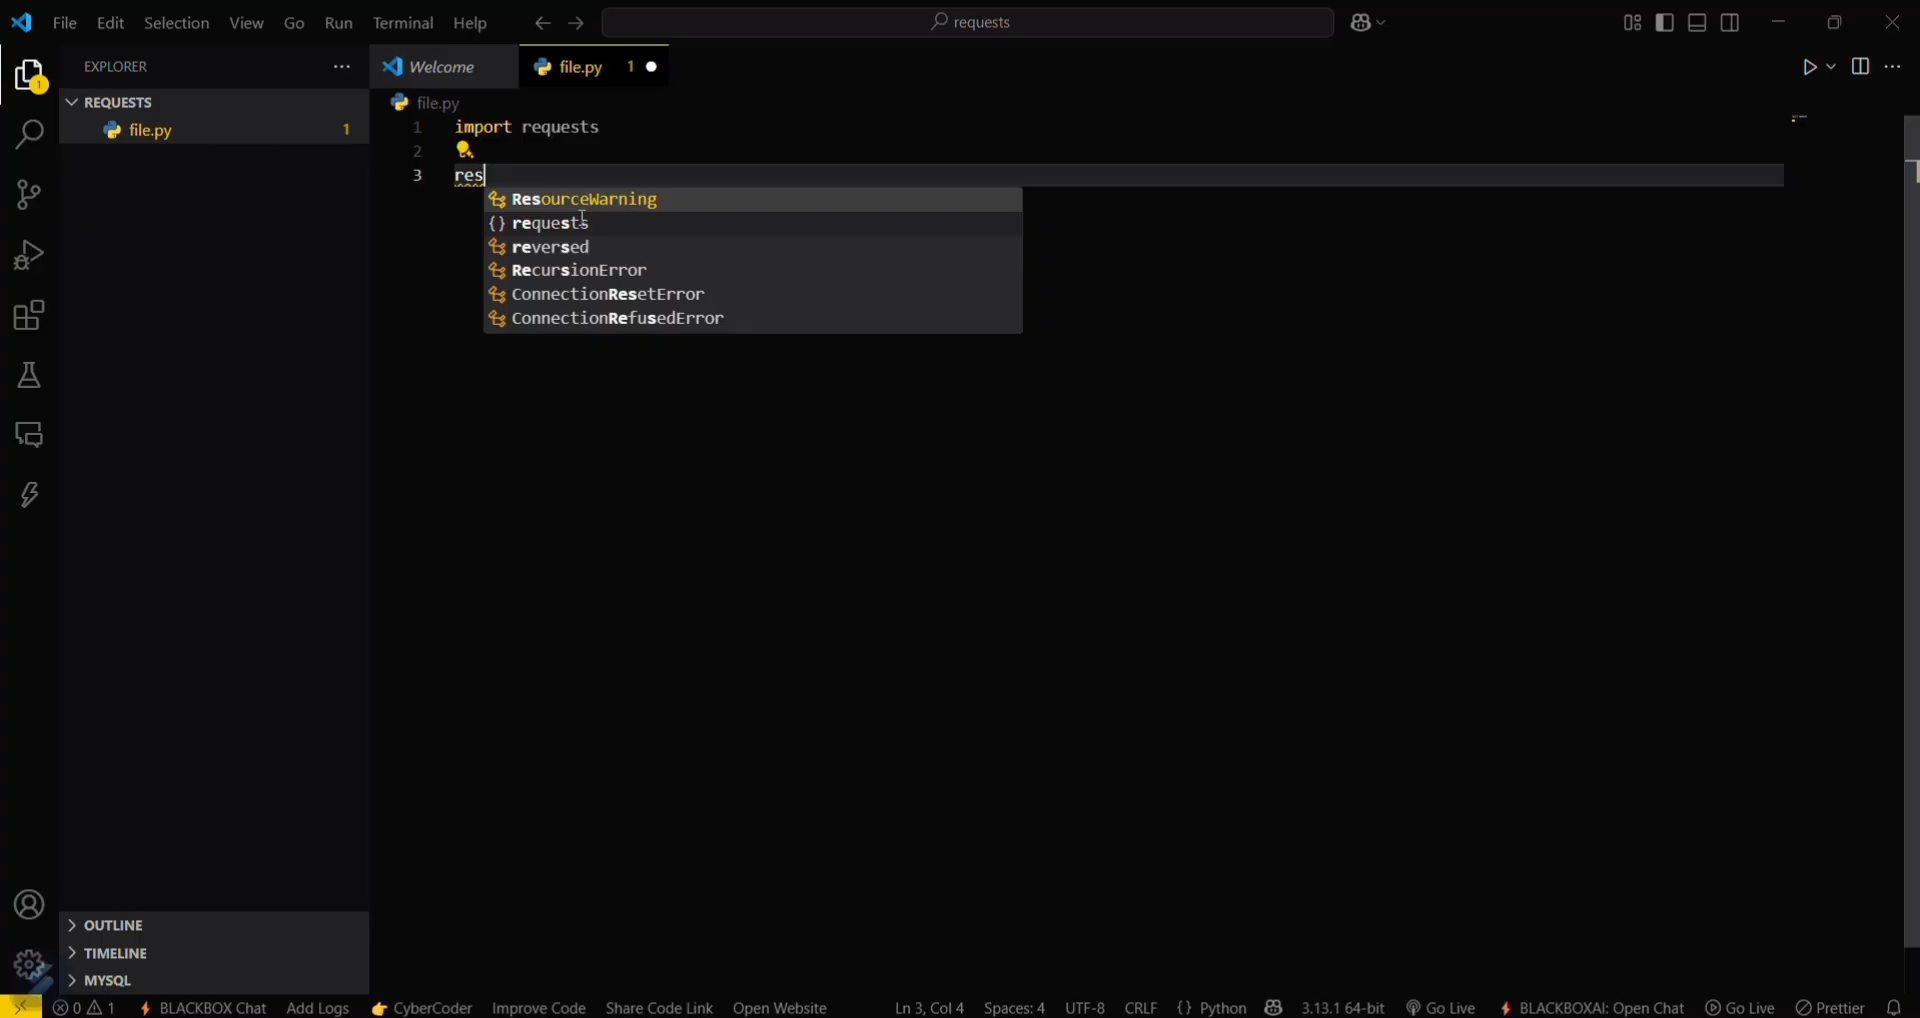 File Edit Selection View Go Run Terminal Help
requests
EXPLORER
Welcome
file.py 1
REQUESTS
file.py 1
file.py
1 import requests
2
3 res
ResourceWarning
{} requests
reversed
RecursionError
ConnectionResetError
ConnectionRefusedError
1
OUTLINE
TIMELINE
MYSQL
0 1 BLACKBOX Chat Add Logs CyberCoder Improve Code Share Code Link Open Website Ln 3, Col 4 Spaces: 4 UTF-8 CRLF {} Python 3.13.1 64-bit Go Live BLACKBOXAI: Open Chat Go Live Prettier